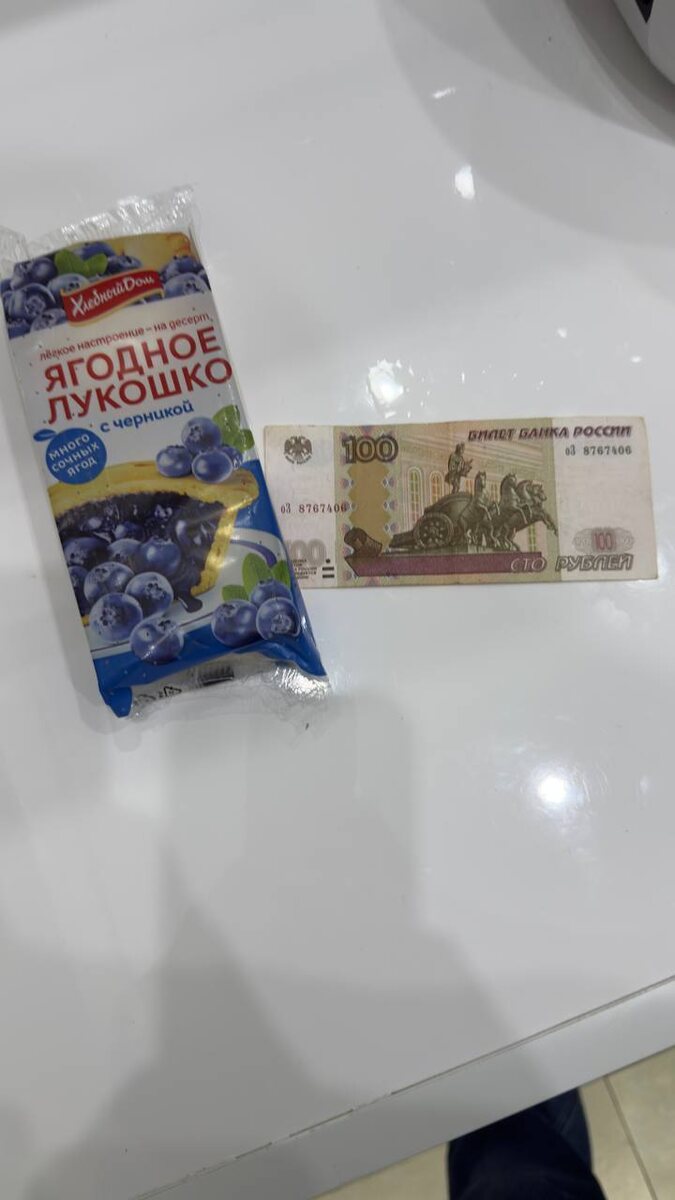 Хлебный Дом
лёгкое настроение – на десерт
ЯГОДНОЕ
ЛУКОШКО
с черникой
МНОГО
СОЧНЫХ
ЯГОД
100
БИЛЕТ БАНКА РОССИИ
оЗ 8767406
оЗ 8767406
100
СТО РУБЛЕЙ